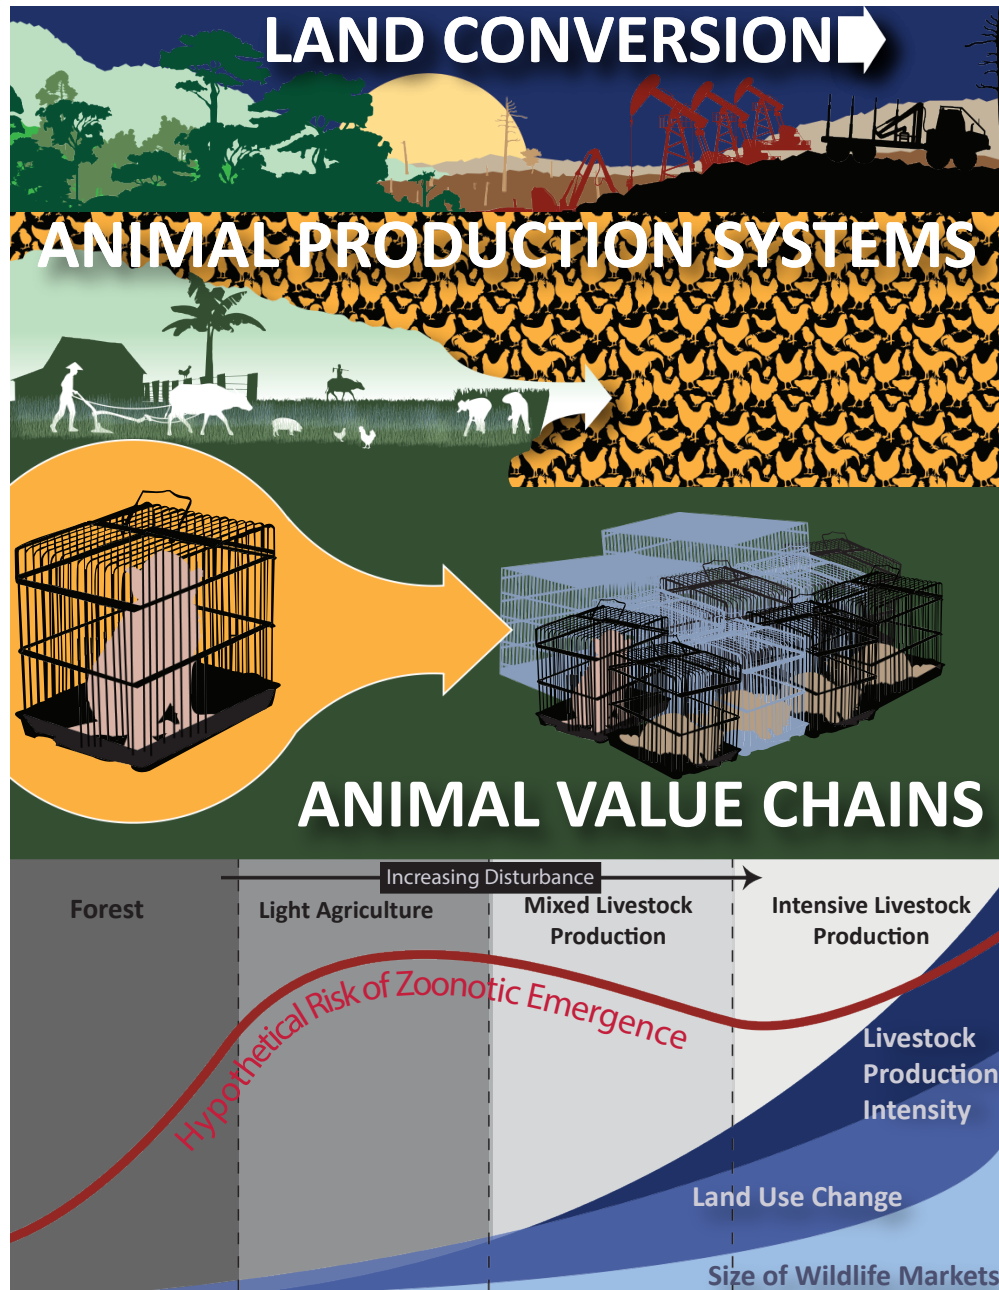 LAND CONVERSION
ANIMAL PRODUCTION SYSTEMS
ANIMAL VALUE CHAINS
Increasing Disturbance
Forest
Light Agriculture
Mixed Livestock
Production
Intensive Livestock
Production
Hypothetical Risk of Zoonotic Emergence
Livestock
Production
Intensity
Land Use Change
Size of Wildlife Markets